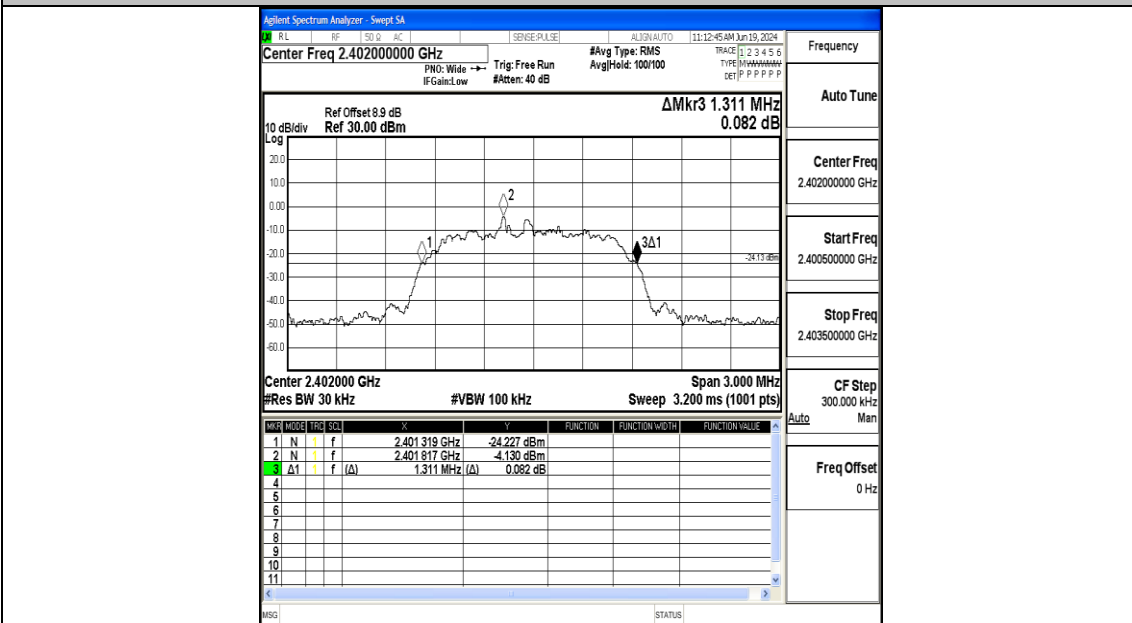 Agilent Spectrum Analyzer - Swept SA
RL RF 50 Ω AC SENSE:PULSE ALIGN AUTO 11:12:45 AM Jun 19, 2024
Center Freq 2.402000000 GHz
PNO: Wide
IFGain:Low
Trig: Free Run
#Atten: 40 dB
#Avg Type: RMS
Avg|Hold: 100/100
TRACE 1 2 3 4 5 6
TYPE
DET P P P P P P
Frequency
Auto Tune
Center Freq
2.402000000 GHz
Start Freq
2.400500000 GHz
Stop Freq
2.403500000 GHz
CF Step
300.000 kHz
Auto Man
Freq Offset
0 Hz
ΔMkr3 1.311 MHz
0.082 dB
Ref Offset 8.9 dB
10 dB/div Ref 30.00 dBm
Log
20.0
10.0
0.00
-10.0
-20.0
-30.0
-40.0
-50.0
-60.0
1
2
3Δ1
-24.13 dBm
Center 2.402000 GHz Span 3.000 MHz
#Res BW 30 kHz #VBW 100 kHz Sweep 3.200 ms (1001 pts)
MKR MODE TRC SCL X Y FUNCTION FUNCTION WIDTH FUNCTION VALUE
1 N 1 f 2.401 319 GHz -24.227 dBm
2 N 1 f 2.401 817 GHz -4.130 dBm
3 Δ1 1 f (Δ) 1.311 MHz (Δ) 0.082 dB
4
5
6
7
8
9
10
11
MSG STATUS